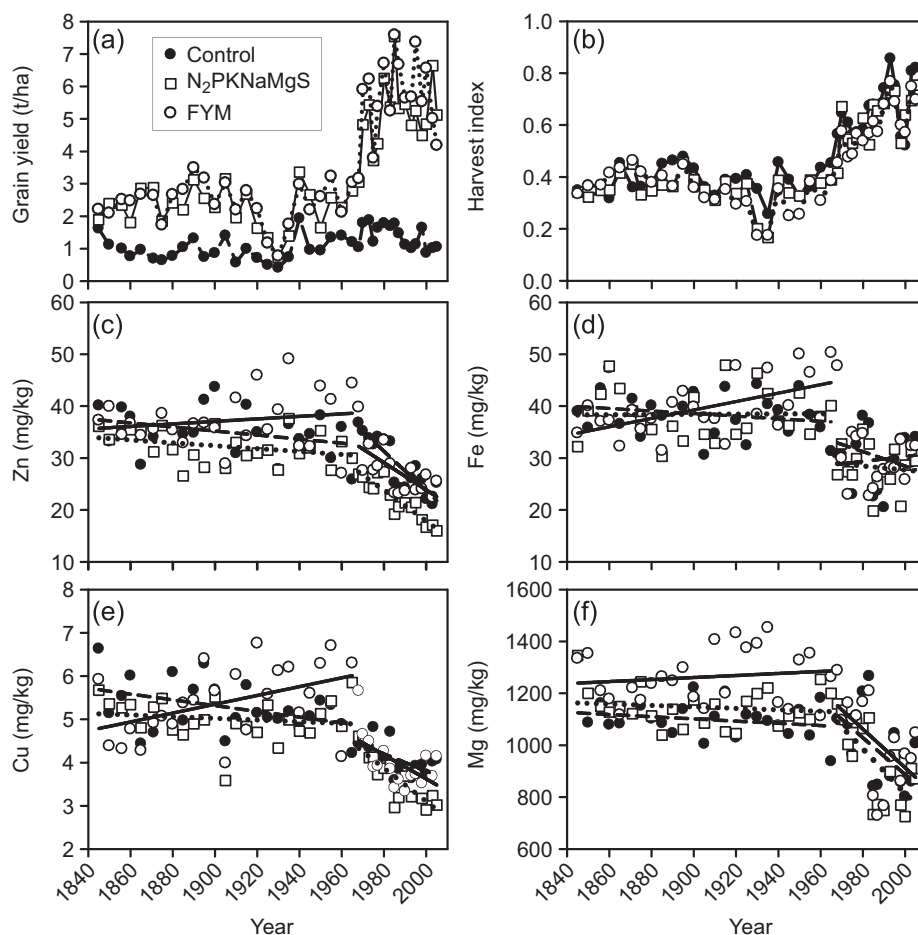 (a)
Control
N₂PKNaMgS
FYM
Grain yield (t/ha)
8
7
6
5
4
3
2
1
0
(b)
Harvest index
1.0
0.8
0.6
0.4
0.2
0.0
(c)
Zn (mg/kg)
60
50
40
30
20
10
(d)
Fe (mg/kg)
60
50
40
30
20
10
(e)
Cu (mg/kg)
8
7
6
5
4
3
2
1840 1860 1880 1900 1920 1940 1960 1980 2000
Year
(f)
Mg (mg/kg)
1600
1400
1200
1000
800
600
1840 1860 1880 1900 1920 1940 1960 1980 2000
Year